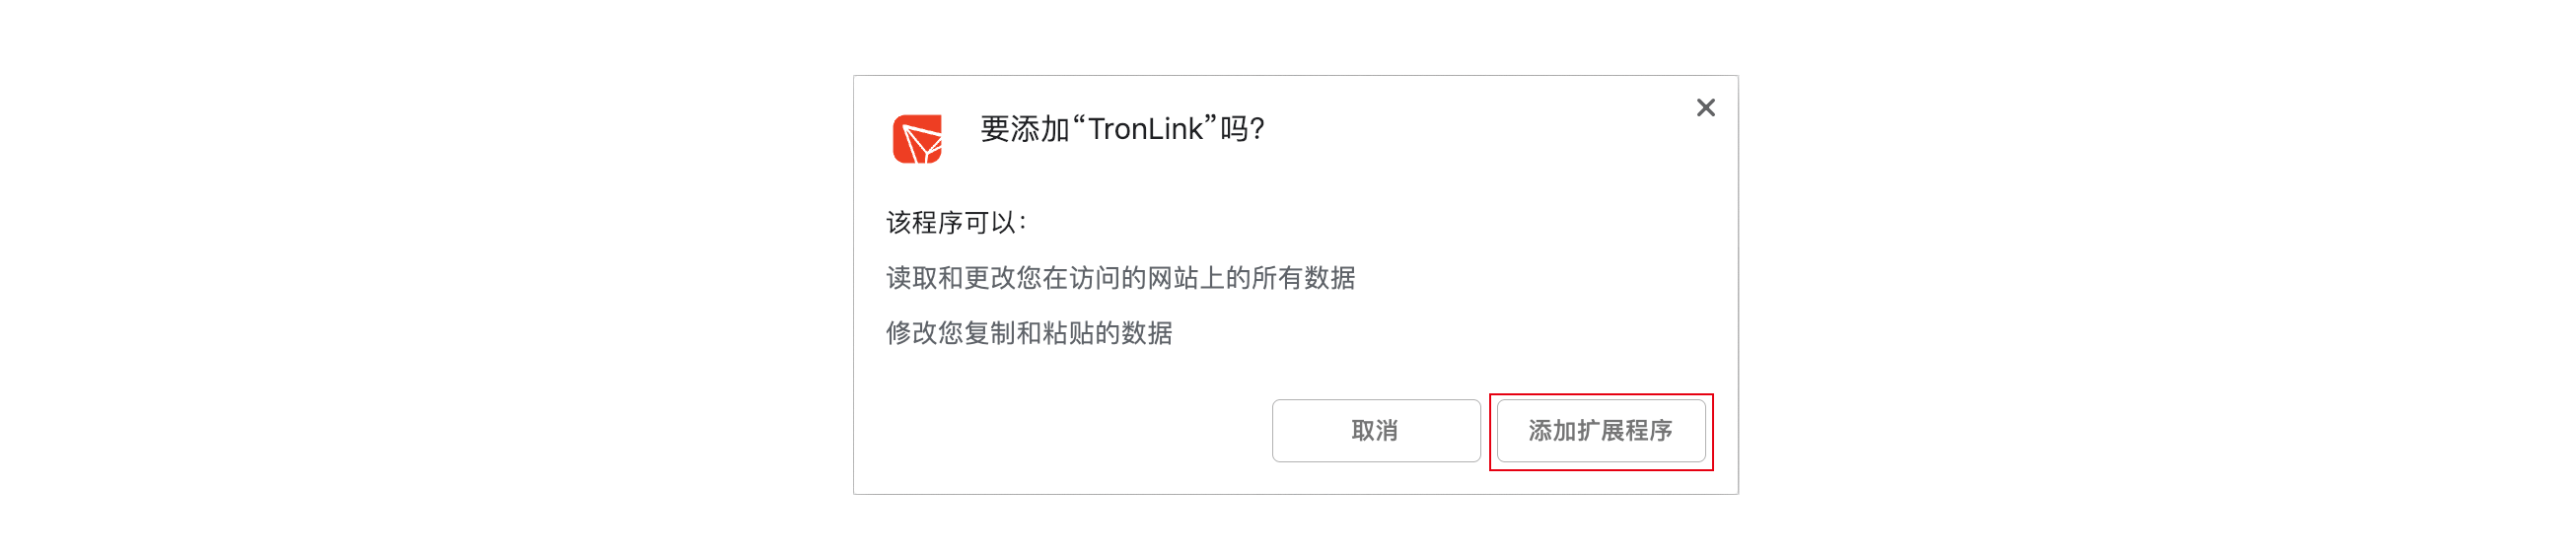 要添加“TronLink”吗?
该程序可以：
读取和更改您在访问的网站上的所有数据
修改您复制和粘贴的数据
取消
添加扩展程序